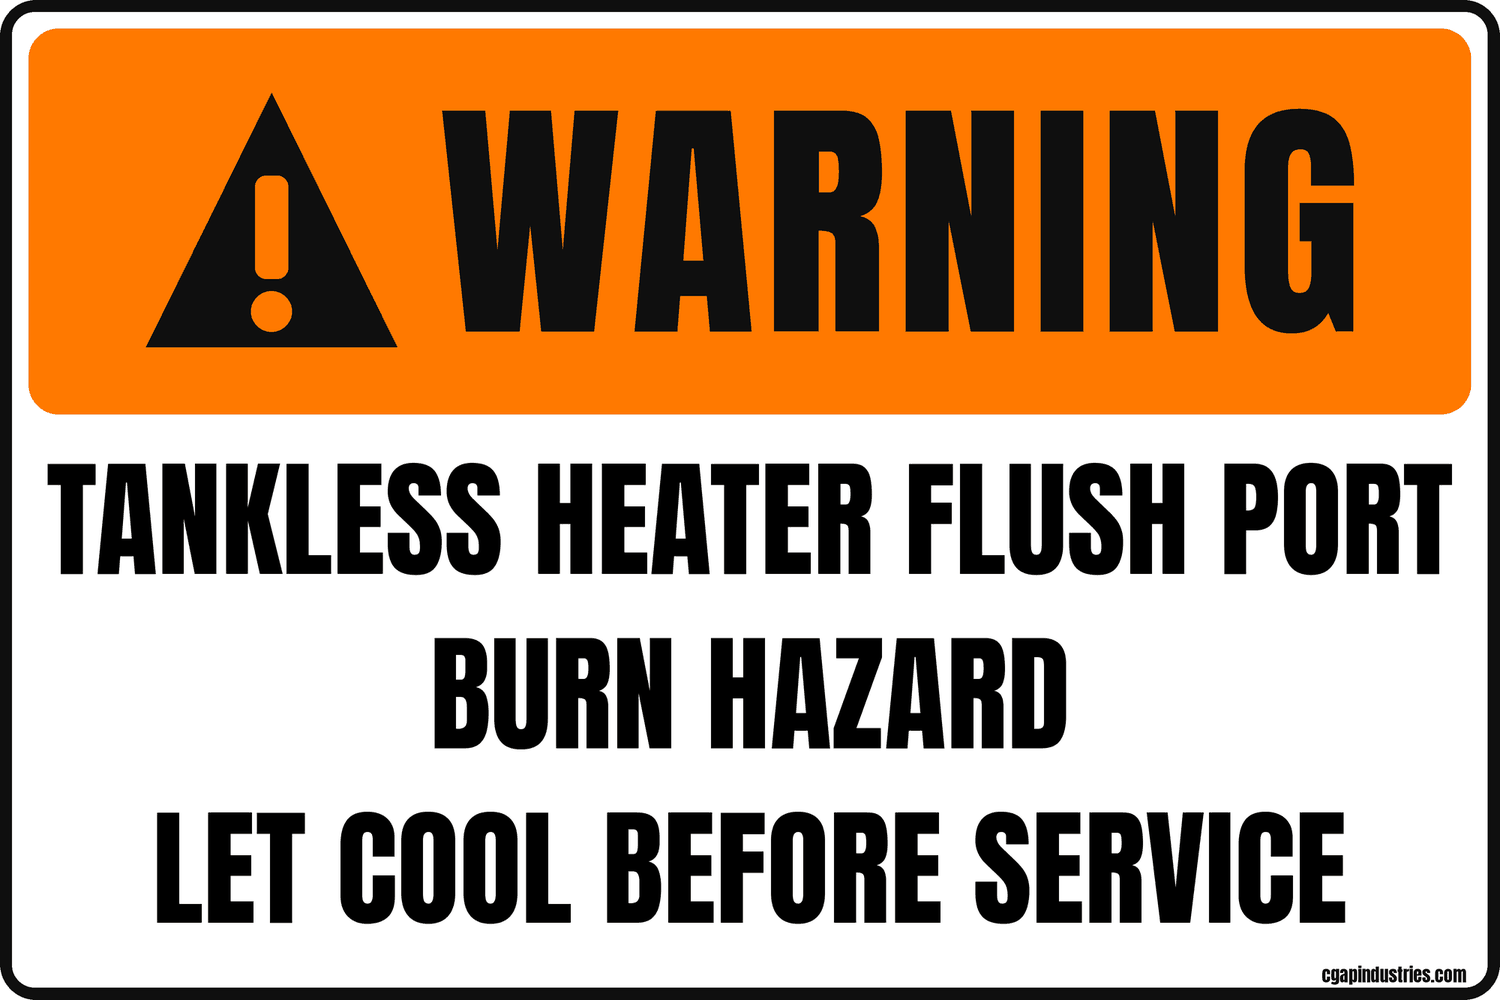 WARNING
TANKLESS HEATER FLUSH PORT
BURN HAZARD
LET COOL BEFORE SERVICE
cgapindustries.com